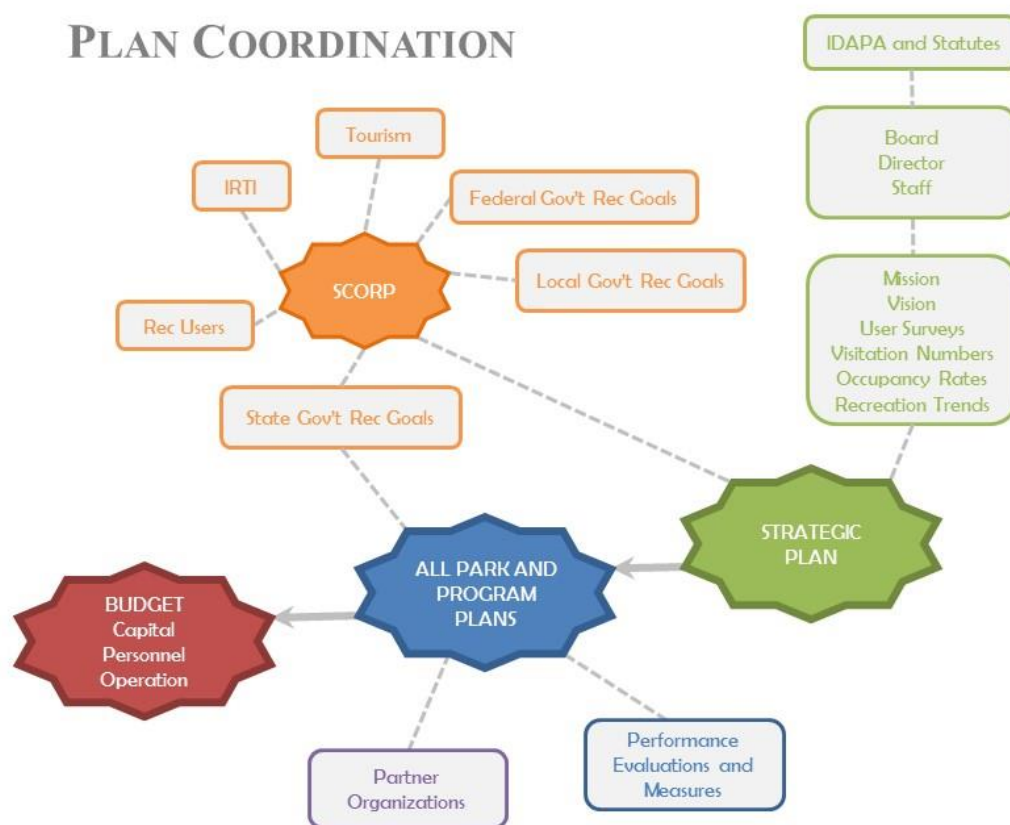 PLAN COORDINATION
IDAPA and Statutes
Board
Director
Staff
Tourism
IRTI
Federal Gov't Rec Goals
SCORP
Local Gov't Rec Goals
Rec Users
Mission
Vision
User Surveys
Visitation Numbers
Occupancy Rates
Recreation Trends
State Gov't Rec Goals
STRATEGIC
PLAN
ALL PARK AND
PROGRAM
PLANS
BUDGET
Capital
Personnel
Operation
Partner
Organizations
Performance
Evaluations and
Measures